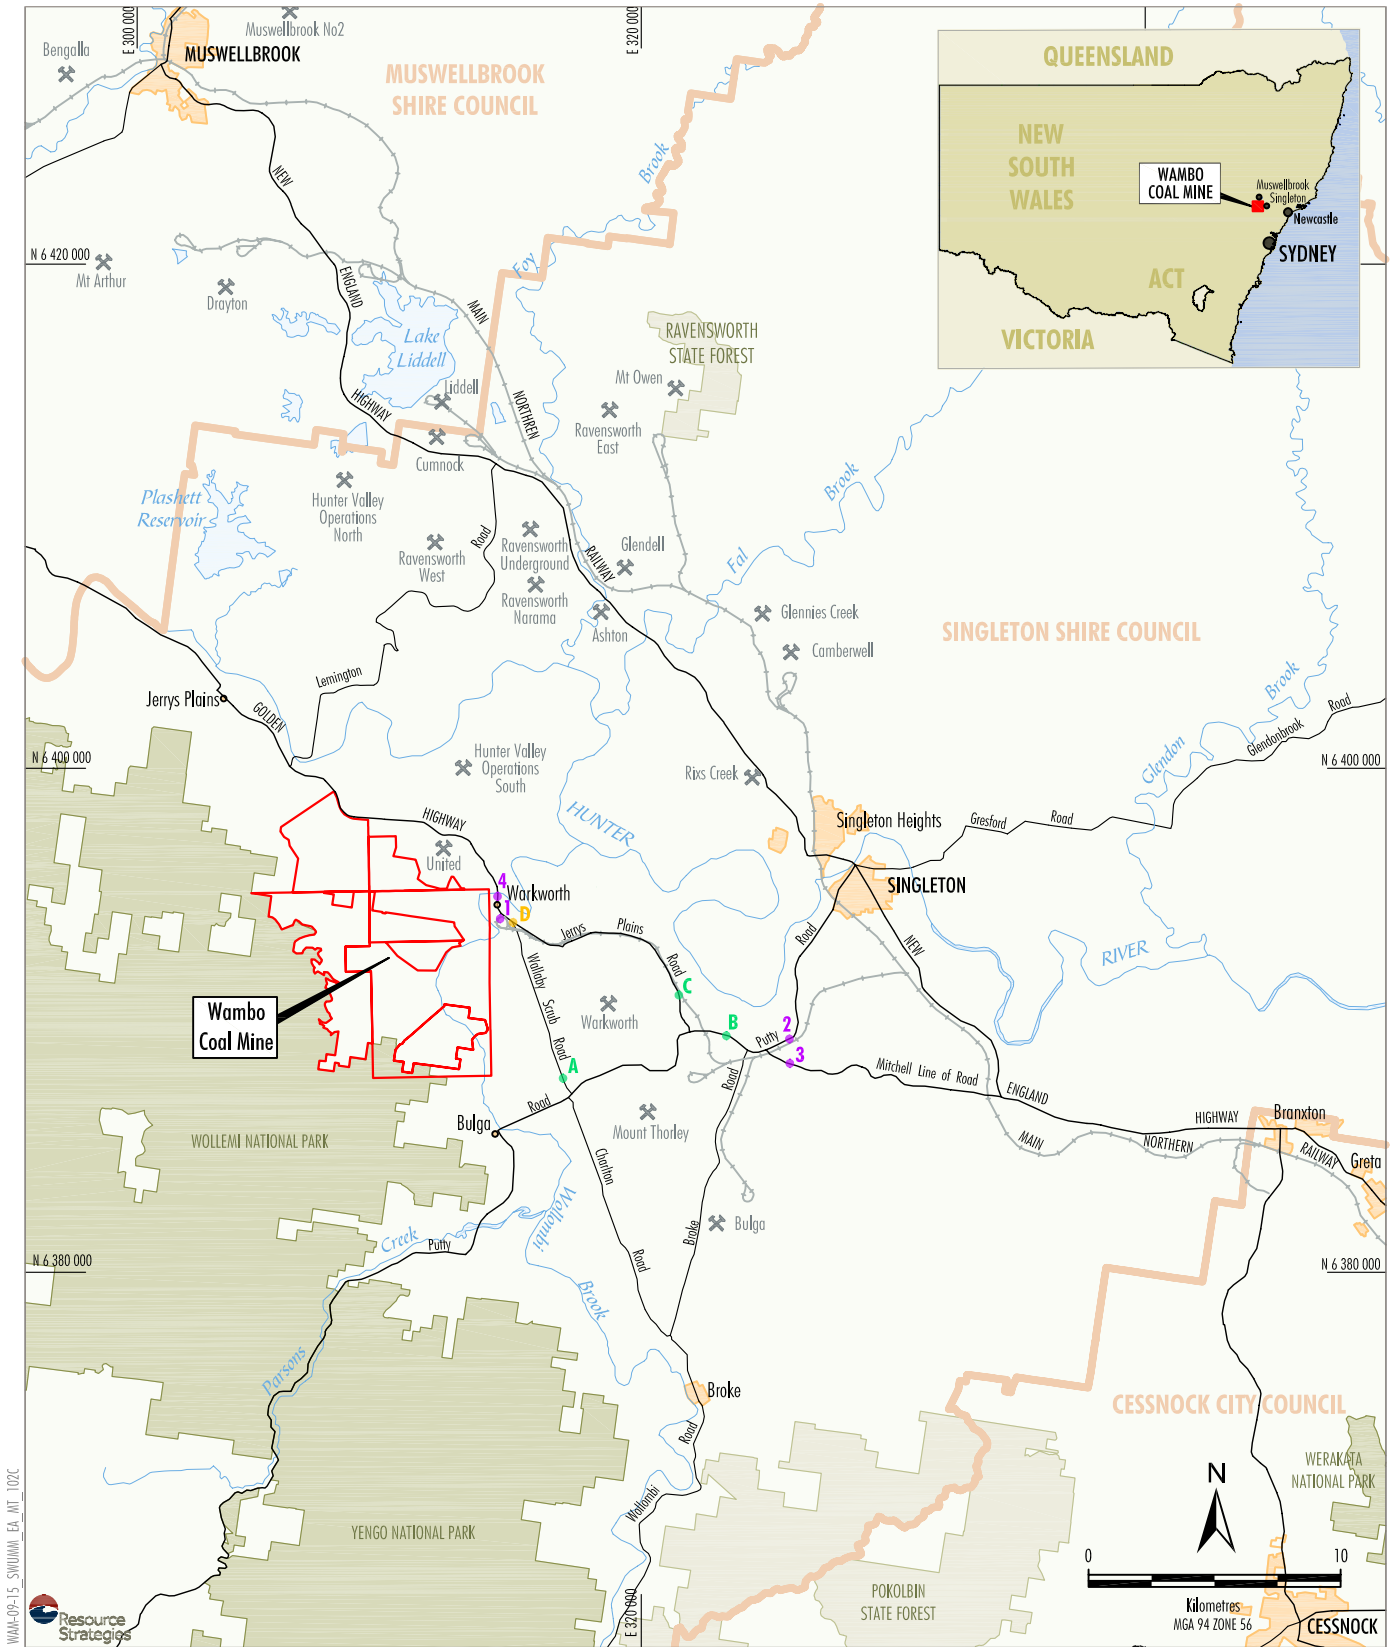 E 300 000
E 320 000
Muswellbrook No2
Bengalla
MUSWELLBROOK
MUSWELLBROOK
SHIRE COUNCIL
QUEENSLAND
NEW
SOUTH
WALES
WAMBO
COAL MINE
Muswellbrook
Singleton
Newcastle
SYDNEY
ACT
VICTORIA
NEW
Brook
N 6 420 000
Mt Arthur
Drayton
ENGLAND
Foy
MAIN
Lake
Liddell
RAVENSWORTH
STATE FOREST
Mt Owen
Liddell
HIGHWAY
NORTHREN
Ravensworth
East
Cumnock
Plashett
Reservoir
Hunter Valley
Operations
North
Brook
Road
Ravensworth
West
Ravensworth
Underground
RAILWAY
Glendell
Fal
Ravensworth
Narama
Ashton
Glennies Creek
Camberwell
SINGLETON SHIRE COUNCIL
Lemington
Jerrys Plains
GOLDEN
Brook
Road
Glendonbrook
Glendon
N 6 400 000
N 6 400 000
Hunter Valley
Operations
South
Rixs Creek
HIGHWAY
HUNTER
Singleton Heights
Gresford
Road
United
4
Warkworth
1
D
SINGLETON
Jerrys
Plains
Road
Road
NEW
RIVER
Wallaby
Scrub
Road
C
Wambo
Coal Mine
Warkworth
B
2
Putty
3
A
Road
Mitchell Line of Road
ENGLAND
Road
Bulga
Mount Thorley
HIGHWAY
Branxton
MAIN
NORTHERN
RAILWAY
Greta
WOLLEMI NATIONAL PARK
Charlton
Wollombi
Bulga
Creek
Putty
Broke
Road
N 6 380 000
N 6 380 000
Brook
Parsons
Broke
CESSNOCK CITY COUNCIL
Road
WERAKATA
NATIONAL PARK
N
Wollombi
YENGO NATIONAL PARK
0
10
Kilometres
MGA 94 ZONE 56
POKOLBIN
STATE FOREST
E 320 000
CESSNOCK
Resource
Strategies
WAM-09-15_SWUMM_EA_MT_102C